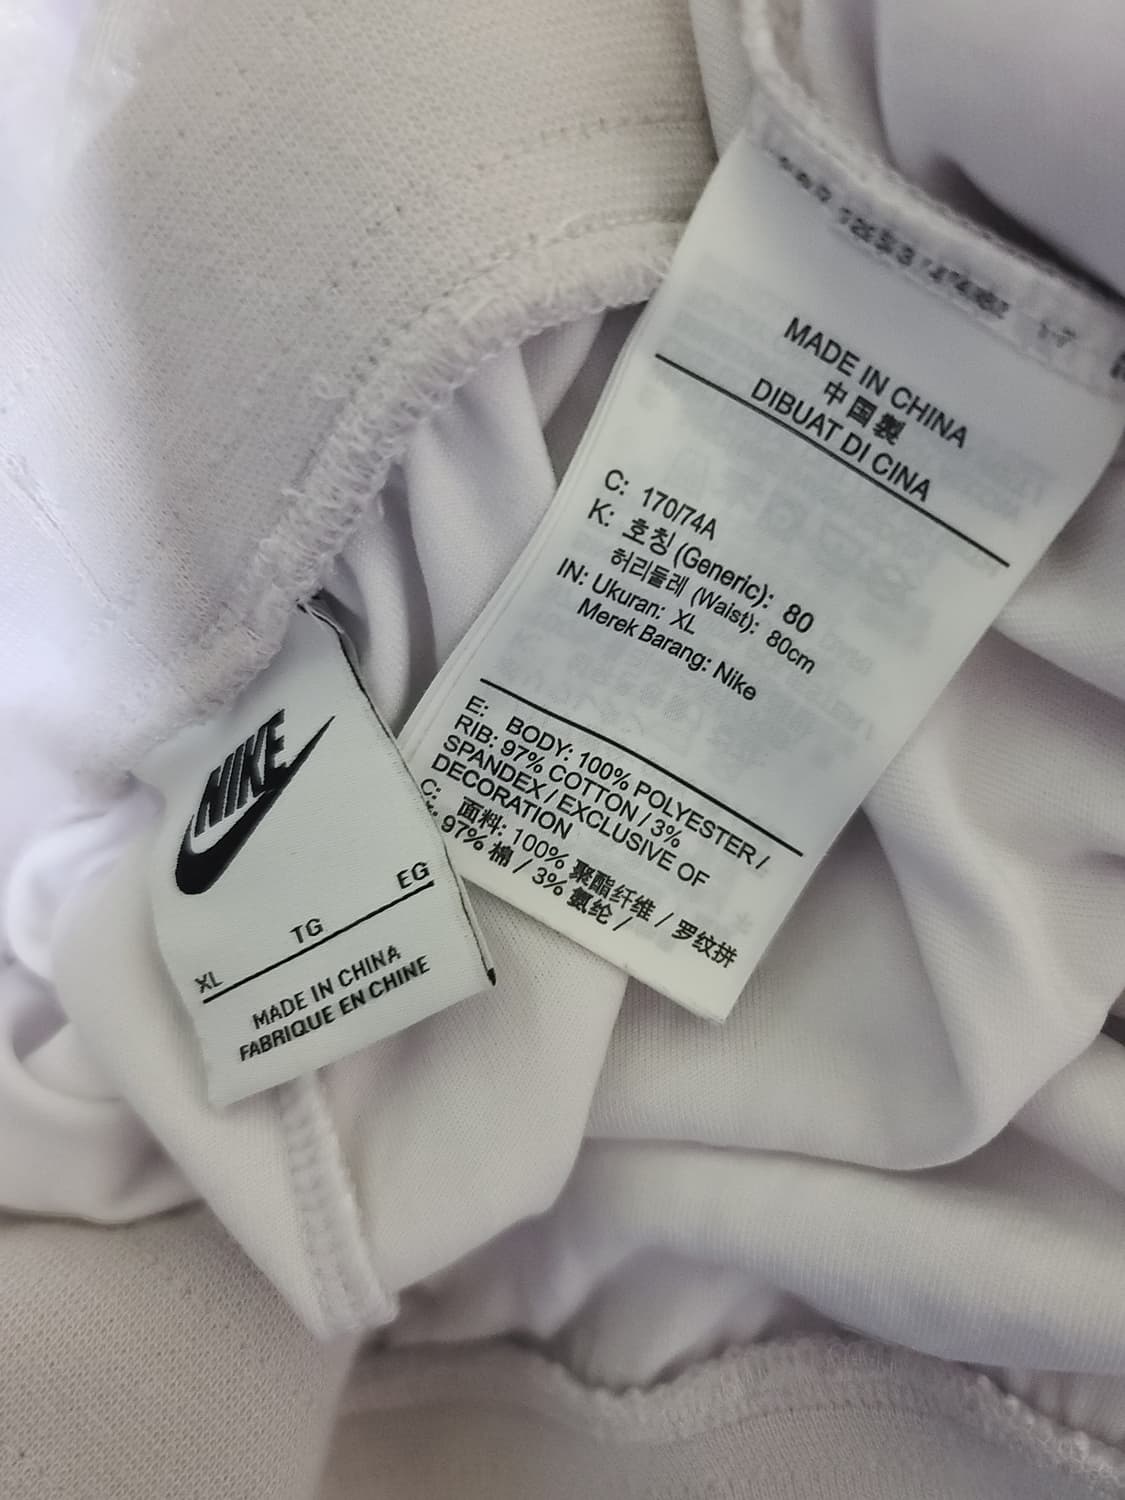 MADE IN CHINA
中国製
DIBUAT DI CINA
C: 170/74A
K: 호칭 (Generic): 80
허리둘레 (Waist): 80cm
IN: Ukuran: XL
Merek Barang: Nike
E: BODY: 100% POLYESTER /
RIB: 97% COTTON / 3%
SPANDEX / EXCLUSIVE OF
DECORATION
C: 面料: 100% 聚酯纤维 / 罗纹拼
97% 棉 / 3% 氨纶 /
NIKE
XL TG EG
MADE IN CHINA
FABRIQUE EN CHINE